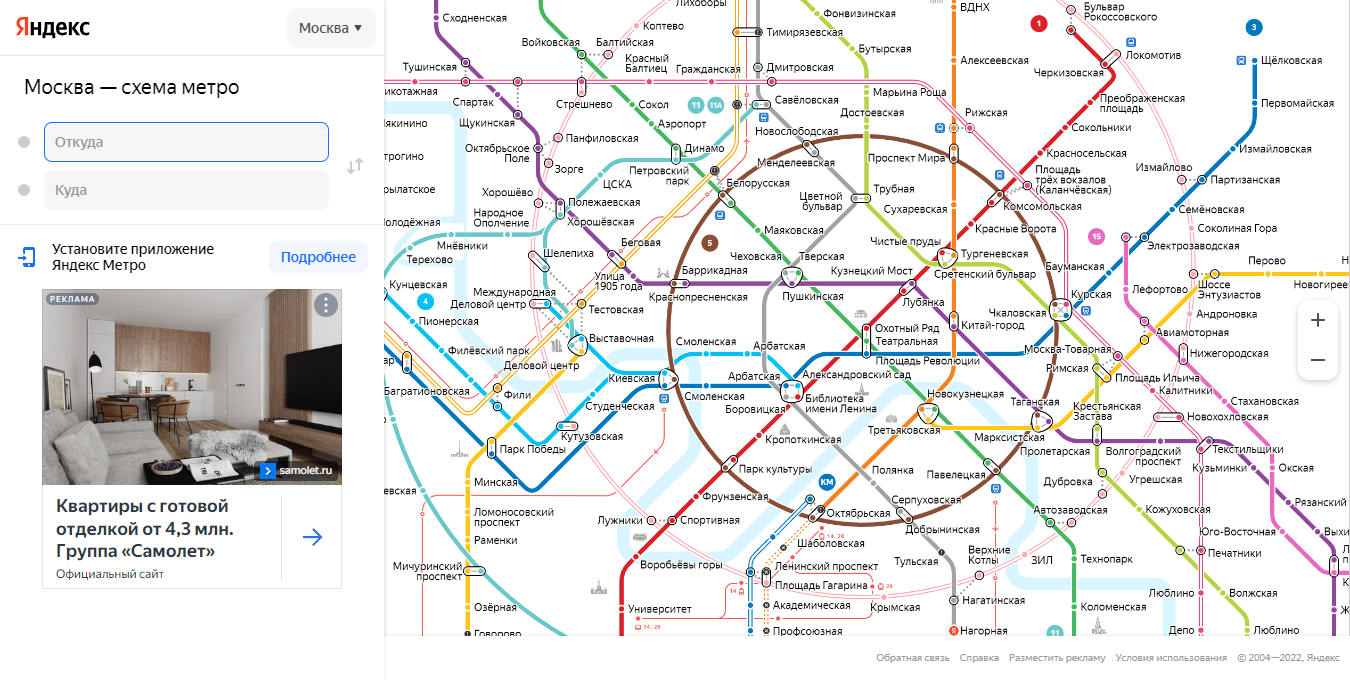 Яндекс
Москва
Москва — схема метро
Откуда
Куда
Установите приложение
Яндекс Метро
Подробнее
РЕКЛАМА
samolet.ru
Квартиры с готовой
отделкой от 4,3 млн.
Группа «Самолет»
Официальный сайт
Сходненская
Лихоборы
Коптево
Фонвизинская
ВДНХ
1
Бульвар
Рокоссовского
3
Войковская
Балтийская
Тимирязевская
Бутырская
Локомотив
Тушинская
Красный
Балтиец
Гражданская
Дмитровская
Алексеевская
Черкизовская
Щёлковская
Спартак
Стрешнево
Сокол
11
11А
Савёловская
Марьина Роща
Преображенская
площадь
Первомайская
Щукинская
Аэропорт
Достоевская
Рижская
Панфиловская
Новослободская
Сокольники
Октябрьское
Поле
Динамо
Менделеевская
Проспект Мира
Красносельская
Измайловская
Зорге
Петровский
парк
Белорусская
Площадь
трёх вокзалов
(Каланчёвская)
Измайлово
Партизанская
ЦСКА
Хорошёво
Полежаевская
Цветной
бульвар
Трубная
Сухаревская
Комсомольская
Семёновская
Народное
Ополчение
Хорошёвская
Маяковская
Красные Ворота
Соколиная Гора
Мнёвники
5
Чистые пруды
15
Электрозаводская
Терехово
Шелепиха
Беговая
Чеховская
Тверская
Тургеневская
Перово
Улица
1905 года
Баррикадная
Кузнецкий Мост
Сретенский бульвар
Бауманская
Кунцевская
Международная
Краснопресненская
Пушкинская
Лубянка
Курская
Лефортово
Шоссе
Энтузиастов
4
Деловой центр
Тестовская
Чкаловская
Андроновка
Пионерская
Выставочная
Охотный Ряд
Китай-город
Авиамоторная
Филёвский парк
Смоленская
Арбатская
Театральная
Москва-Товарная
Нижегородская
Деловой центр
Площадь Революции
Римская
Багратионовская
Киевская
Арбатская
Александровский сад
Площадь Ильича
Фили
Смоленская
Новокузнецкая
Калитники
Студенческая
Боровицкая
Библиотека
имени Ленина
Таганская
Крестьянская
Застава
Стахановская
Новохохловская
Кутузовская
Третьяковская
Марксистская
Парк Победы
Кропоткинская
Пролетарская
Волгоградский
проспект
Текстильщики
Парк культуры
Полянка
Павелецкая
Кузьминки
Окская
Минская
КМ
Дубровка
Угрешская
Фрунзенская
Серпуховская
Рязанский
Ломоносовский
проспект
Лужники
Спортивная
Октябрьская
Добрынинская
Автозаводская
Кожуховская
Раменки
Шаболовская
Юго-Восточная
Воробьёвы горы
Верхние
Котлы
Печатники
Мичуринский
проспект
Ленинский проспект
Тульская
ЗИЛ
Технопарк
Площадь Гагарина
Люблино
Волжская
Озёрная
Университет
Академическая
Крымская
Нагатинская
Коломенская
Говорово
Профсоюзная
Нагорная
11
Депо
Люблино
Обратная связь
Справка
Разместить рекламу
Условия использования
© 2004—2022, Яндекс